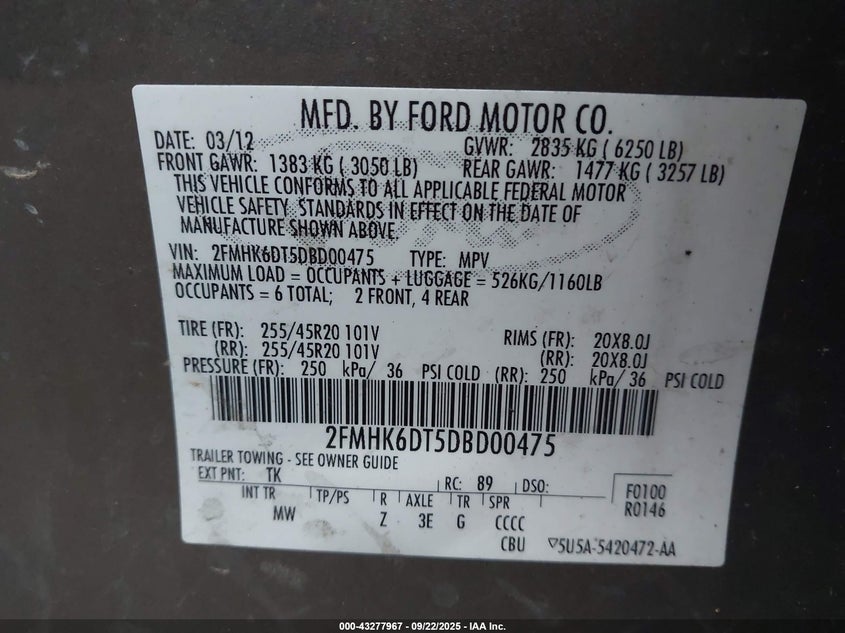 MFD. BY FORD MOTOR CO.
DATE: 03/12 GVWR: 2835 KG ( 6250 LB)
FRONT GAWR: 1383 KG ( 3050 LB) REAR GAWR: 1477 KG ( 3257 LB)
THIS VEHICLE CONFORMS TO ALL APPLICABLE FEDERAL MOTOR
VEHICLE SAFETY STANDARDS IN EFFECT ON THE DATE OF
MANUFACTURE SHOWN ABOVE
VIN: 2FMHK6DT5DBD00475 TYPE: MPV
MAXIMUM LOAD = OCCUPANTS + LUGGAGE = 526KG/1160LB
OCCUPANTS = 6 TOTAL; 2 FRONT, 4 REAR
TIRE (FR): 255/45R20 101V RIMS (FR): 20X8.0J
(RR): 255/45R20 101V (RR): 20X8.0J
PRESSURE (FR): 250 kPa/ 36 PSI COLD (RR): 250 kPa/ 36 PSI COLD
2FMHK6DT5DBD00475
TRAILER TOWING - SEE OWNER GUIDE
EXT PNT: TK RC: 89 DSO: F0100
INT TR TP/PS R AXLE TR SPR R0146
MW Z 3E G CCCC
CBU ▽5U5A-5420472-AA
000-43277967 - 09/22/2025 - IAA Inc.